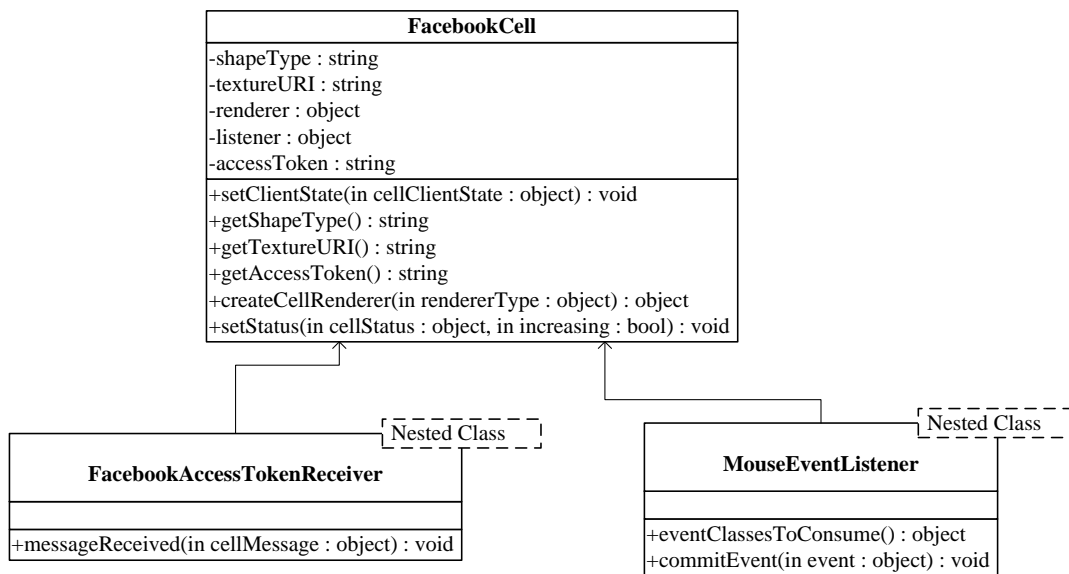 FacebookCell
-shapeType : string
-textureURI : string
-renderer : object
-listener : object
-accessToken : string
+setClientState(in cellClientState : object) : void
+getShapeType() : string
+getTextureURI() : string
+getAccessToken() : string
+createCellRenderer(in rendererType : object) : object
+setStatus(in cellStatus : object, in increasing : bool) : void
Nested Class
FacebookAccessTokenReceiver
+messageReceived(in cellMessage : object) : void
Nested Class
MouseEventListener
+eventClassesToConsume() : object
+commitEvent(in event : object) : void